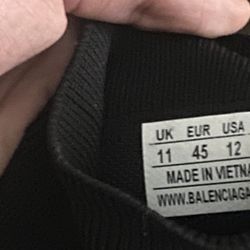 UK EUR USA
11 45 12
MADE IN VIETNA
WWW.BALENCIAGA